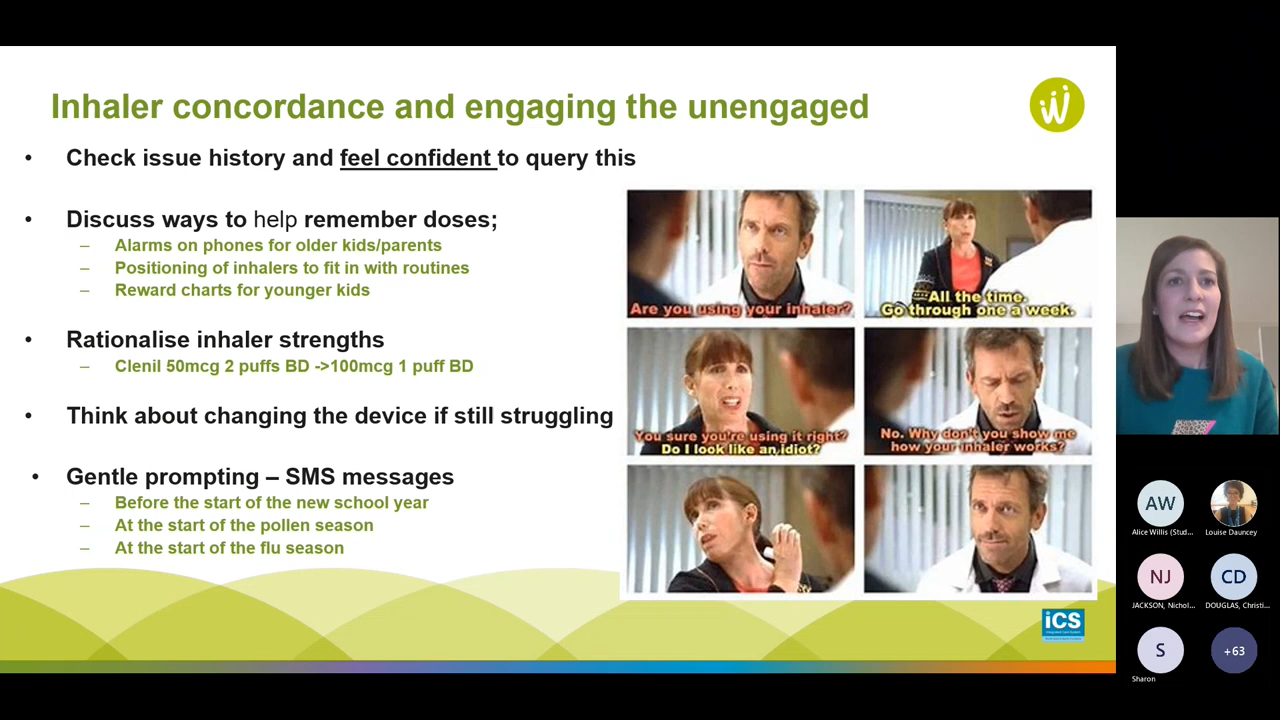 Inhaler concordance and engaging the unengaged
• Check issue history and feel confident to query this
• Discuss ways to help remember doses;
– Alarms on phones for older kids/parents
– Positioning of inhalers to fit in with routines
– Reward charts for younger kids
• Rationalise inhaler strengths
– Clenil 50mcg 2 puffs BD ->100mcg 1 puff BD
• Think about changing the device if still struggling
• Gentle prompting – SMS messages
– Before the start of the new school year
– At the start of the pollen season
– At the start of the flu season
Are you using your inhaler?
All the time.
Go through one a week.
You sure you're using it right?
Do I look like an idiot?
No. Why don't you show me
how your inhaler works?
ics
AW
Alice Willis (Stud...
Louise Dauncey
NJ
JACKSON, Nichol...
CD
DOUGLAS, Christi...
S
Sharon
+63